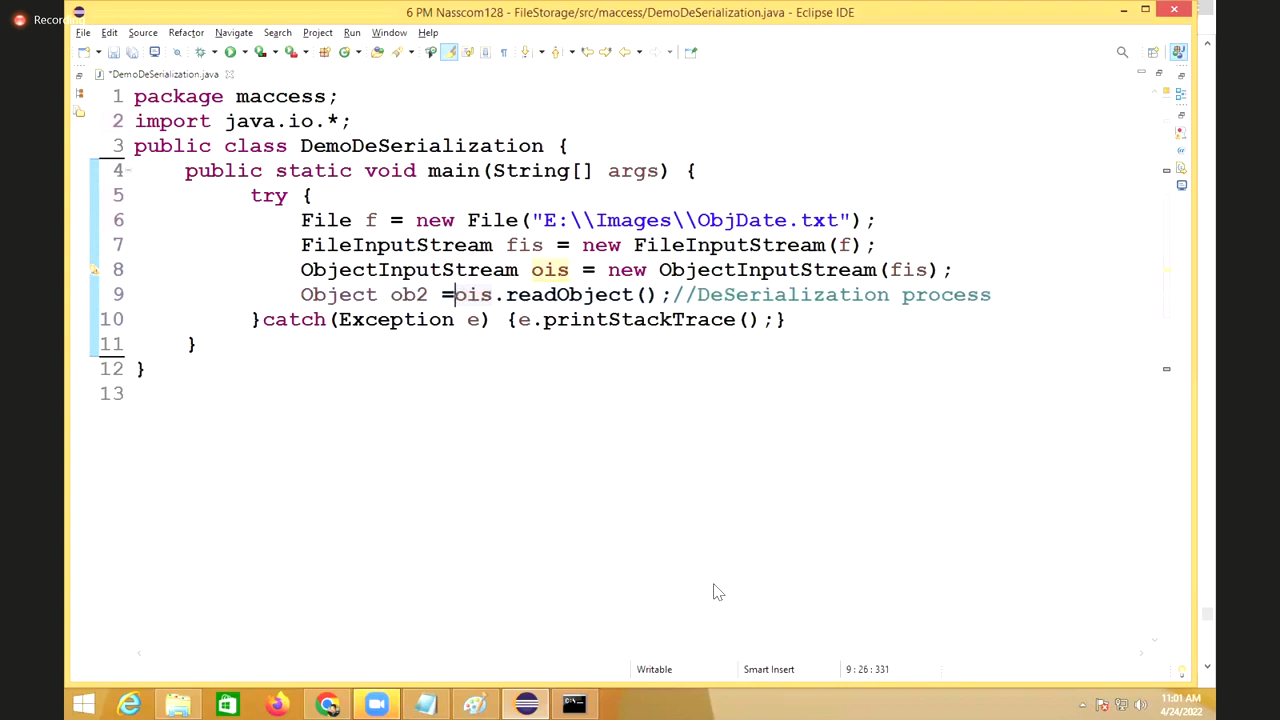 Recording
6 PM Nasscom128 - FileStorage/src/maccess/DemoDeSerialization.java - Eclipse IDE
File Edit Source Refactor Navigate Search Project Run Window Help
*DemoDeSerialization.java
1 package maccess;
2 import java.io.*;
3 public class DemoDeSerialization {
4 public static void main(String[] args) {
5 try {
6 File f = new File("E:\\Images\\ObjDate.txt");
7 FileInputStream fis = new FileInputStream(f);
8 ObjectInputStream ois = new ObjectInputStream(fis);
9 Object ob2 =ois.readObject();//DeSerialization process
10 }catch(Exception e) {e.printStackTrace();}
11 }
12 }
13
Writable Smart Insert 9 : 26 : 331
11:01 AM
4/24/2022